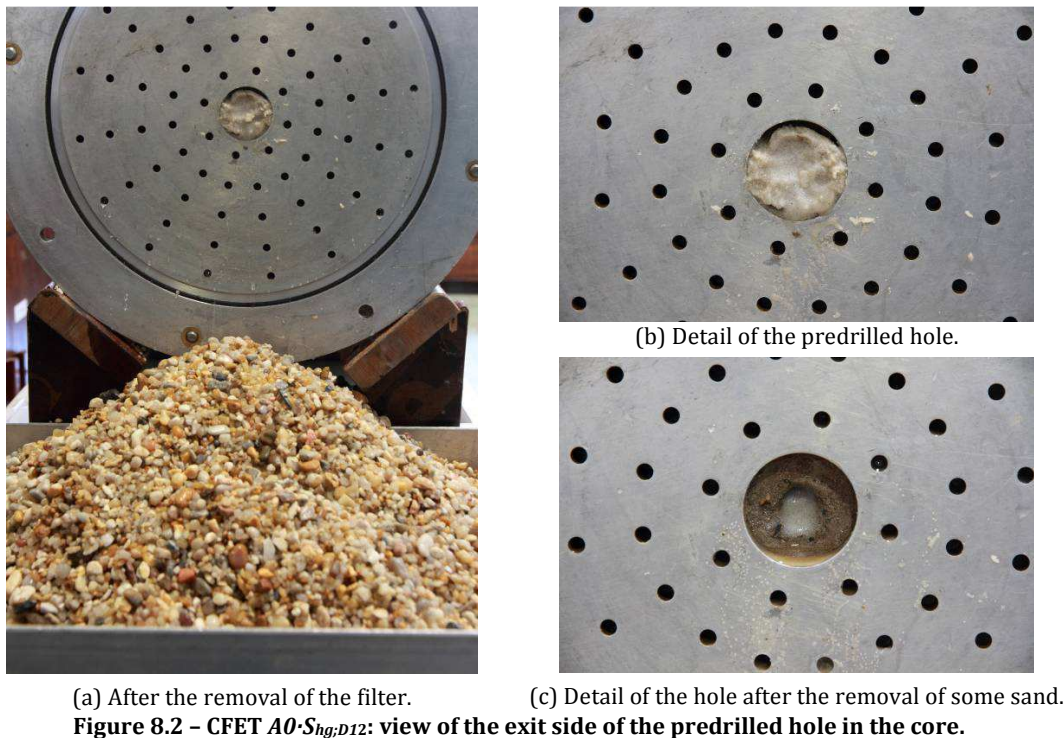 (b) Detail of the predrilled hole.
(a) After the removal of the filter.
(c) Detail of the hole after the removal of some sand.
Figure 8.2 – CFET A0·Shg;D12: view of the exit side of the predrilled hole in the core.